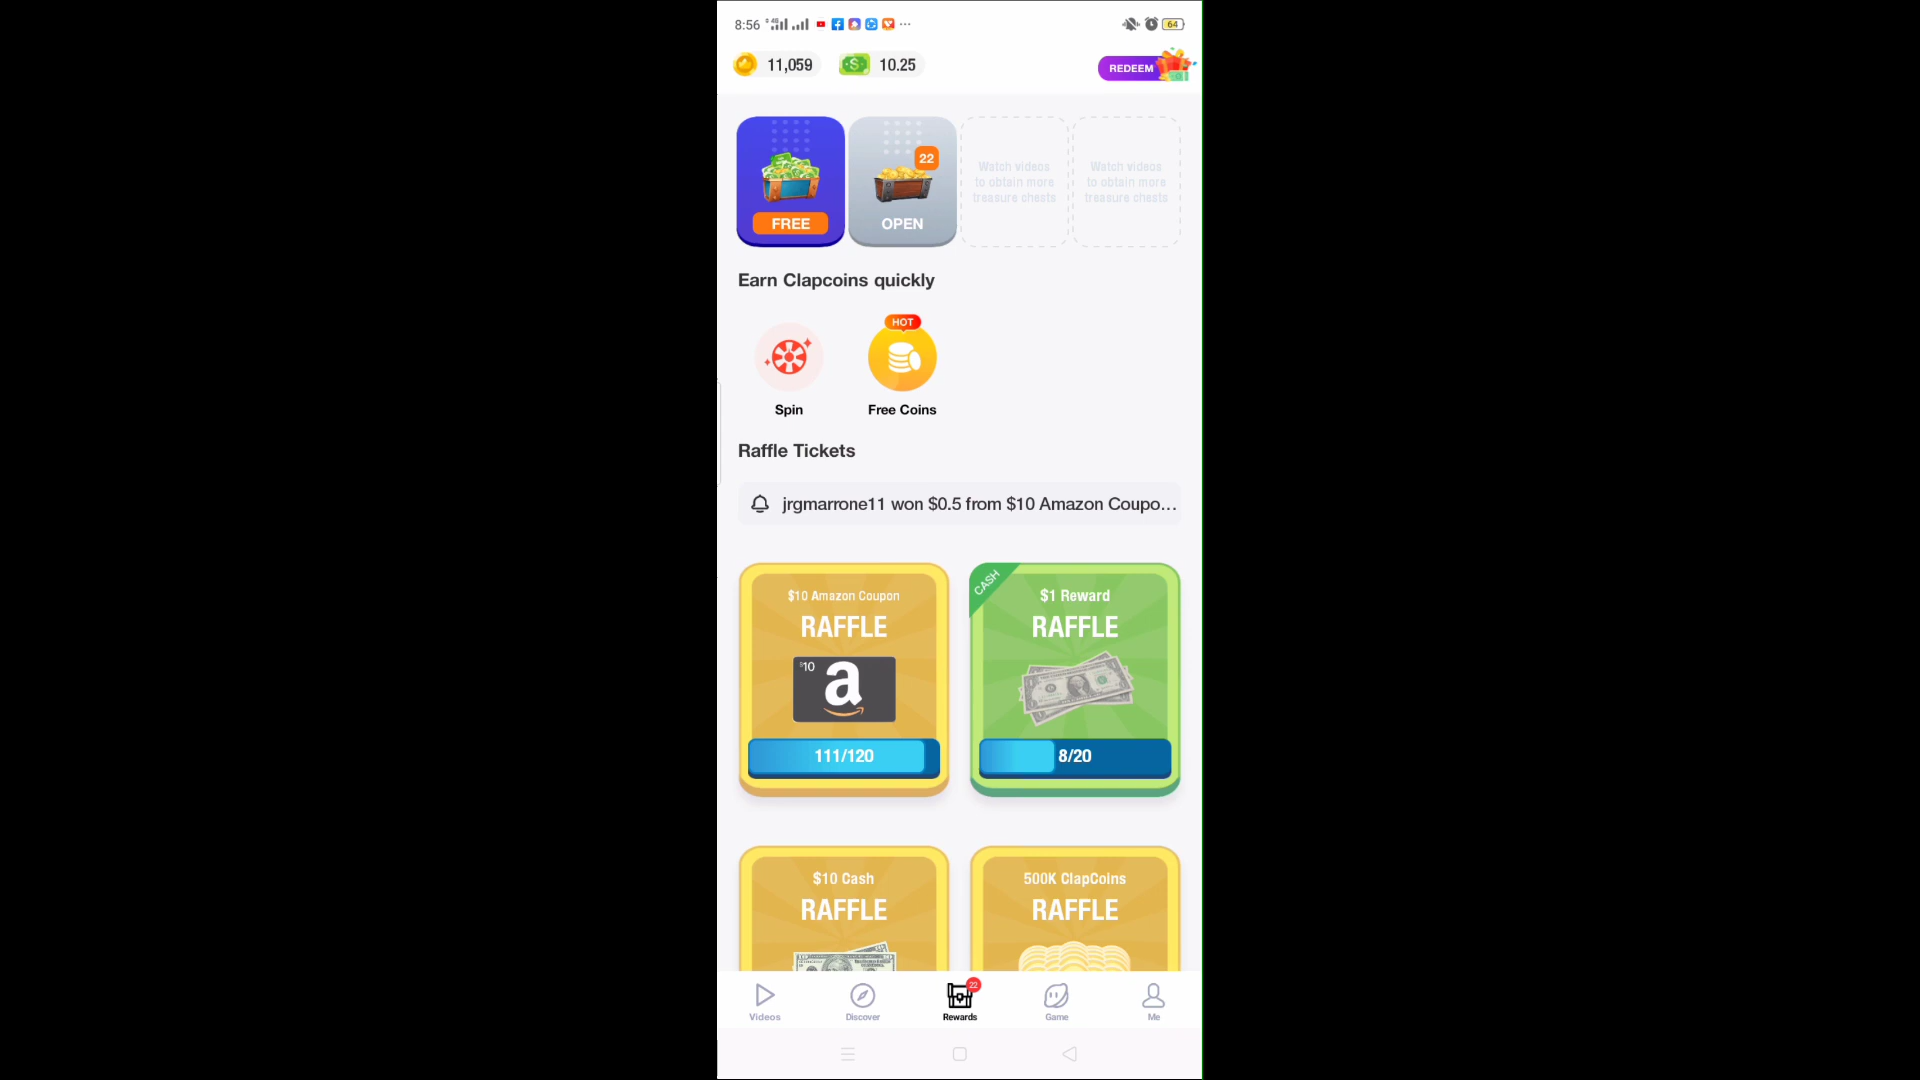 8:56 64
11,059 10.25 REDEEM
22
FREE
OPEN
Watch videos
to obtain more
treasure chests
Watch videos
to obtain more
treasure chests
Earn Clapcoins quickly
HOT
Spin
Free Coins
Raffle Tickets
jrgmarrone11 won $0.5 from $10 Amazon Coupo...
$10 Amazon Coupon
RAFFLE
$10
111/120
CASH
$1 Reward
RAFFLE
8/20
$10 Cash
RAFFLE
500K ClapCoins
RAFFLE
22
Videos
Discover
Rewards
Game
Me